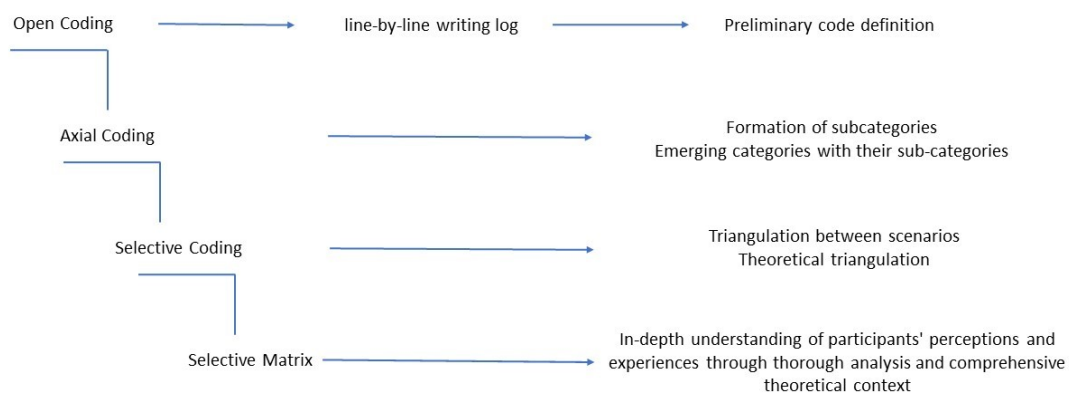 Open Coding
line-by-line writing log
Preliminary code definition
Axial Coding
Formation of subcategories
Emerging categories with their sub-categories
Selective Coding
Triangulation between scenarios
Theoretical triangulation
Selective Matrix
In-depth understanding of participants' perceptions and
experiences through thorough analysis and comprehensive
theoretical context